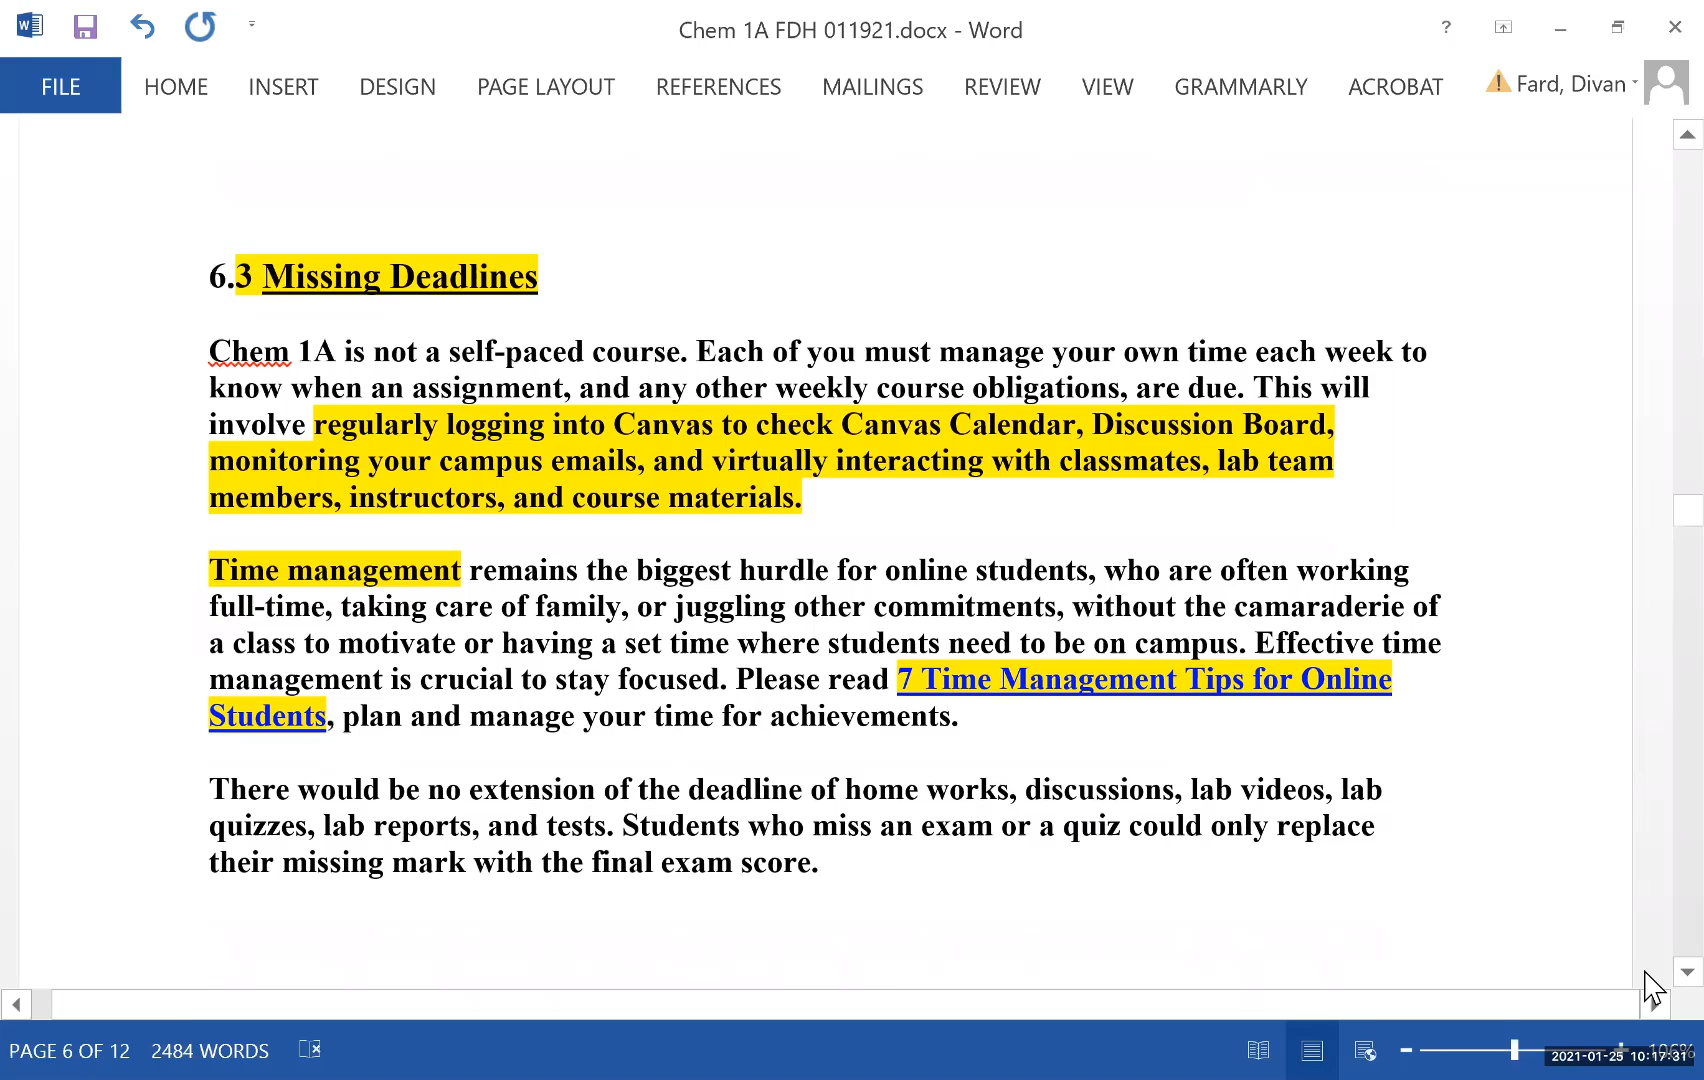 Chem 1A FDH 011921.docx - Word
?
FILE HOME INSERT DESIGN PAGE LAYOUT REFERENCES MAILINGS REVIEW VIEW GRAMMARLY ACROBAT Fard, Divan
6.3 Missing Deadlines
Chem 1A is not a self-paced course. Each of you must manage your own time each week to
know when an assignment, and any other weekly course obligations, are due. This will
involve regularly logging into Canvas to check Canvas Calendar, Discussion Board,
monitoring your campus emails, and virtually interacting with classmates, lab team
members, instructors, and course materials.
Time management remains the biggest hurdle for online students, who are often working
full-time, taking care of family, or juggling other commitments, without the camaraderie of
a class to motivate or having a set time where students need to be on campus. Effective time
management is crucial to stay focused. Please read 7 Time Management Tips for Online
Students, plan and manage your time for achievements.
There would be no extension of the deadline of home works, discussions, lab videos, lab
quizzes, lab reports, and tests. Students who miss an exam or a quiz could only replace
their missing mark with the final exam score.
PAGE 6 OF 12 2484 WORDS
2021-01-25 10:17:31